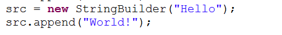 src = new StringBuilder("Hello");
src.append("World!");